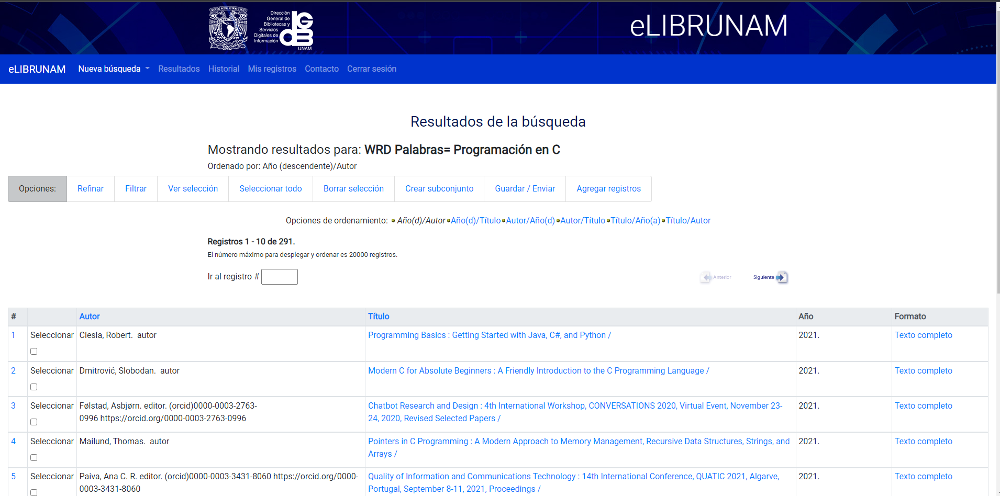 Dirección
General de
Bibliotecas y
Servicios
Digitales de
Información
UNAM
eLIBRUNAM
eLIBRUNAM Nueva búsqueda Resultados Historial Mis registros Contacto Cerrar sesión
Resultados de la búsqueda
Mostrando resultados para: WRD Palabras= Programación en C
Ordenado por: Año (descendente)/Autor
Opciones: Refinar Filtrar Ver selección Seleccionar todo Borrar selección Crear subconjunto Guardar / Enviar Agregar registros
Opciones de ordenamiento: Año(d)/Autor Año(d)/Título Autor/Año(d) Autor/Título Título/Año(a) Título/Autor
Registros 1 - 10 de 291.
El número máximo para desplegar y ordenar es 20000 registros.
Ir al registro # Anterior Siguiente
# Autor Título Año Formato
1 Seleccionar Ciesla, Robert. autor Programming Basics : Getting Started with Java, C#, and Python / 2021. Texto completo
2 Seleccionar Dmitrović, Slobodan. autor Modern C for Absolute Beginners : A Friendly Introduction to the C Programming Language / 2021. Texto completo
3 Seleccionar Følstad, Asbjørn. editor. (orcid)0000-0003-2763- Chatbot Research and Design : 4th International Workshop, CONVERSATIONS 2020, Virtual Event, November 23- 2021. Texto completo
0996 https://orcid.org/0000-0003-2763-0996 24, 2020, Revised Selected Papers /
4 Seleccionar Mailund, Thomas. autor Pointers in C Programming : A Modern Approach to Memory Management, Recursive Data Structures, Strings, and 2021. Texto completo
Arrays /
5 Seleccionar Paiva, Ana C. R. editor. (orcid)0000-0003-3431-8060 https://orcid.org/0000- Quality of Information and Communications Technology : 14th International Conference, QUATIC 2021, Algarve, 2021. Texto completo
0003-3431-8060 Portugal, September 8-11, 2021, Proceedings /